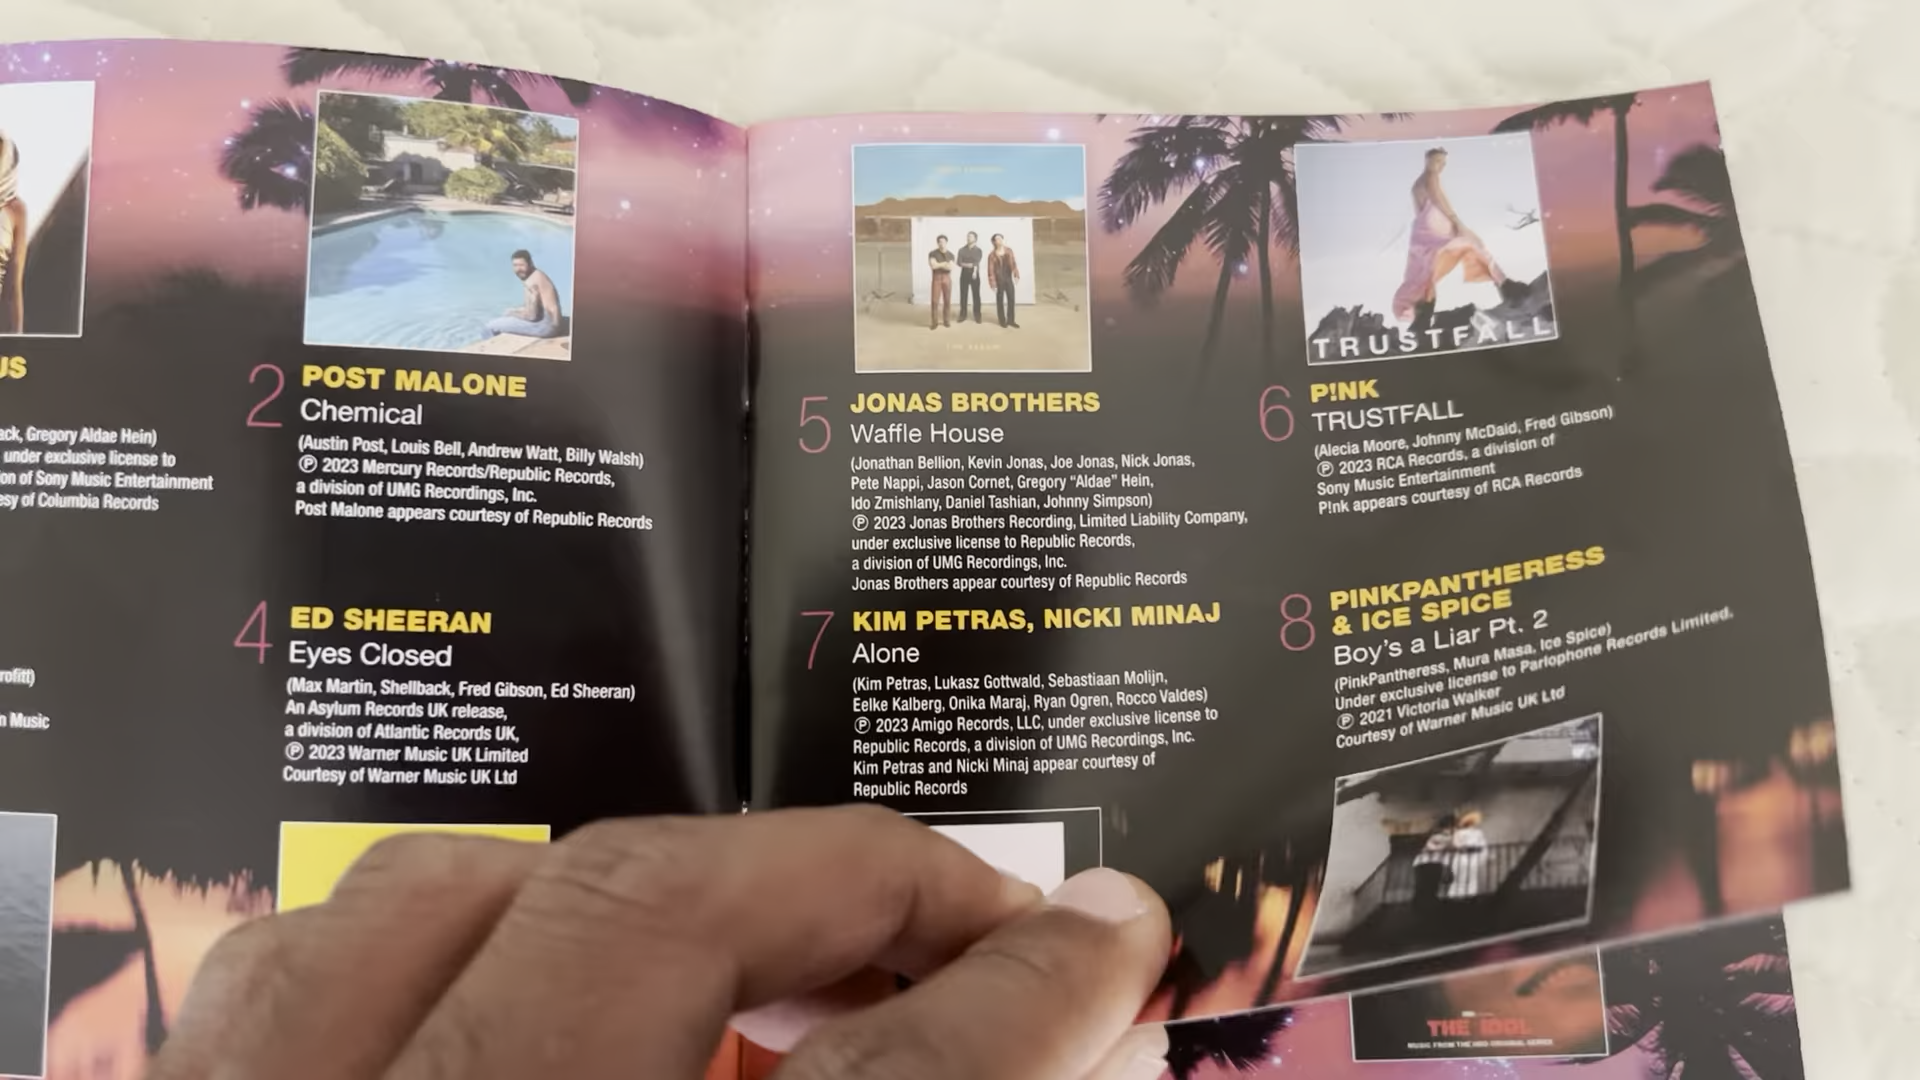 US
ack, Gregory Aldae Hein)
under exclusive license to
on of Sony Music Entertainment
esy of Columbia Records
rofitt)
n Music
2 POST MALONE
Chemical
(Austin Post, Louis Bell, Andrew Watt, Billy Walsh)
Ⓟ 2023 Mercury Records/Republic Records,
a division of UMG Recordings, Inc.
Post Malone appears courtesy of Republic Records
4 ED SHEERAN
Eyes Closed
(Max Martin, Shellback, Fred Gibson, Ed Sheeran)
An Asylum Records UK release,
a division of Atlantic Records UK,
Ⓟ 2023 Warner Music UK Limited
Courtesy of Warner Music UK Ltd
THE ALBUM
5 JONAS BROTHERS
Waffle House
(Jonathan Bellion, Kevin Jonas, Joe Jonas, Nick Jonas,
Pete Nappi, Jason Cornet, Gregory “Aldae” Hein,
Ido Zmishlany, Daniel Tashian, Johnny Simpson)
Ⓟ 2023 Jonas Brothers Recording, Limited Liability Company,
under exclusive license to Republic Records,
a division of UMG Recordings, Inc.
Jonas Brothers appear courtesy of Republic Records
TRUSTFALL
6 P!NK
TRUSTFALL
(Alecia Moore, Johnny McDaid, Fred Gibson)
Ⓟ 2023 RCA Records, a division of
Sony Music Entertainment
P!nk appears courtesy of RCA Records
7 KIM PETRAS, NICKI MINAJ
Alone
(Kim Petras, Lukasz Gottwald, Sebastiaan Molijn,
Eelke Kalberg, Onika Maraj, Ryan Ogren, Rocco Valdes)
Ⓟ 2023 Amigo Records, LLC, under exclusive license to
Republic Records, a division of UMG Recordings, Inc.
Kim Petras and Nicki Minaj appear courtesy of
Republic Records
8 PINKPANTHERESS
& ICE SPICE
Boy's a Liar Pt. 2
(PinkPantheress, Mura Masa, Ice Spice)
Under exclusive license to Parlophone Records Limited.
Ⓟ 2021 Victoria Walker
Courtesy of Warner Music UK Ltd
THE IDOL
MUSIC FROM THE HBO ORIGINAL SERIES